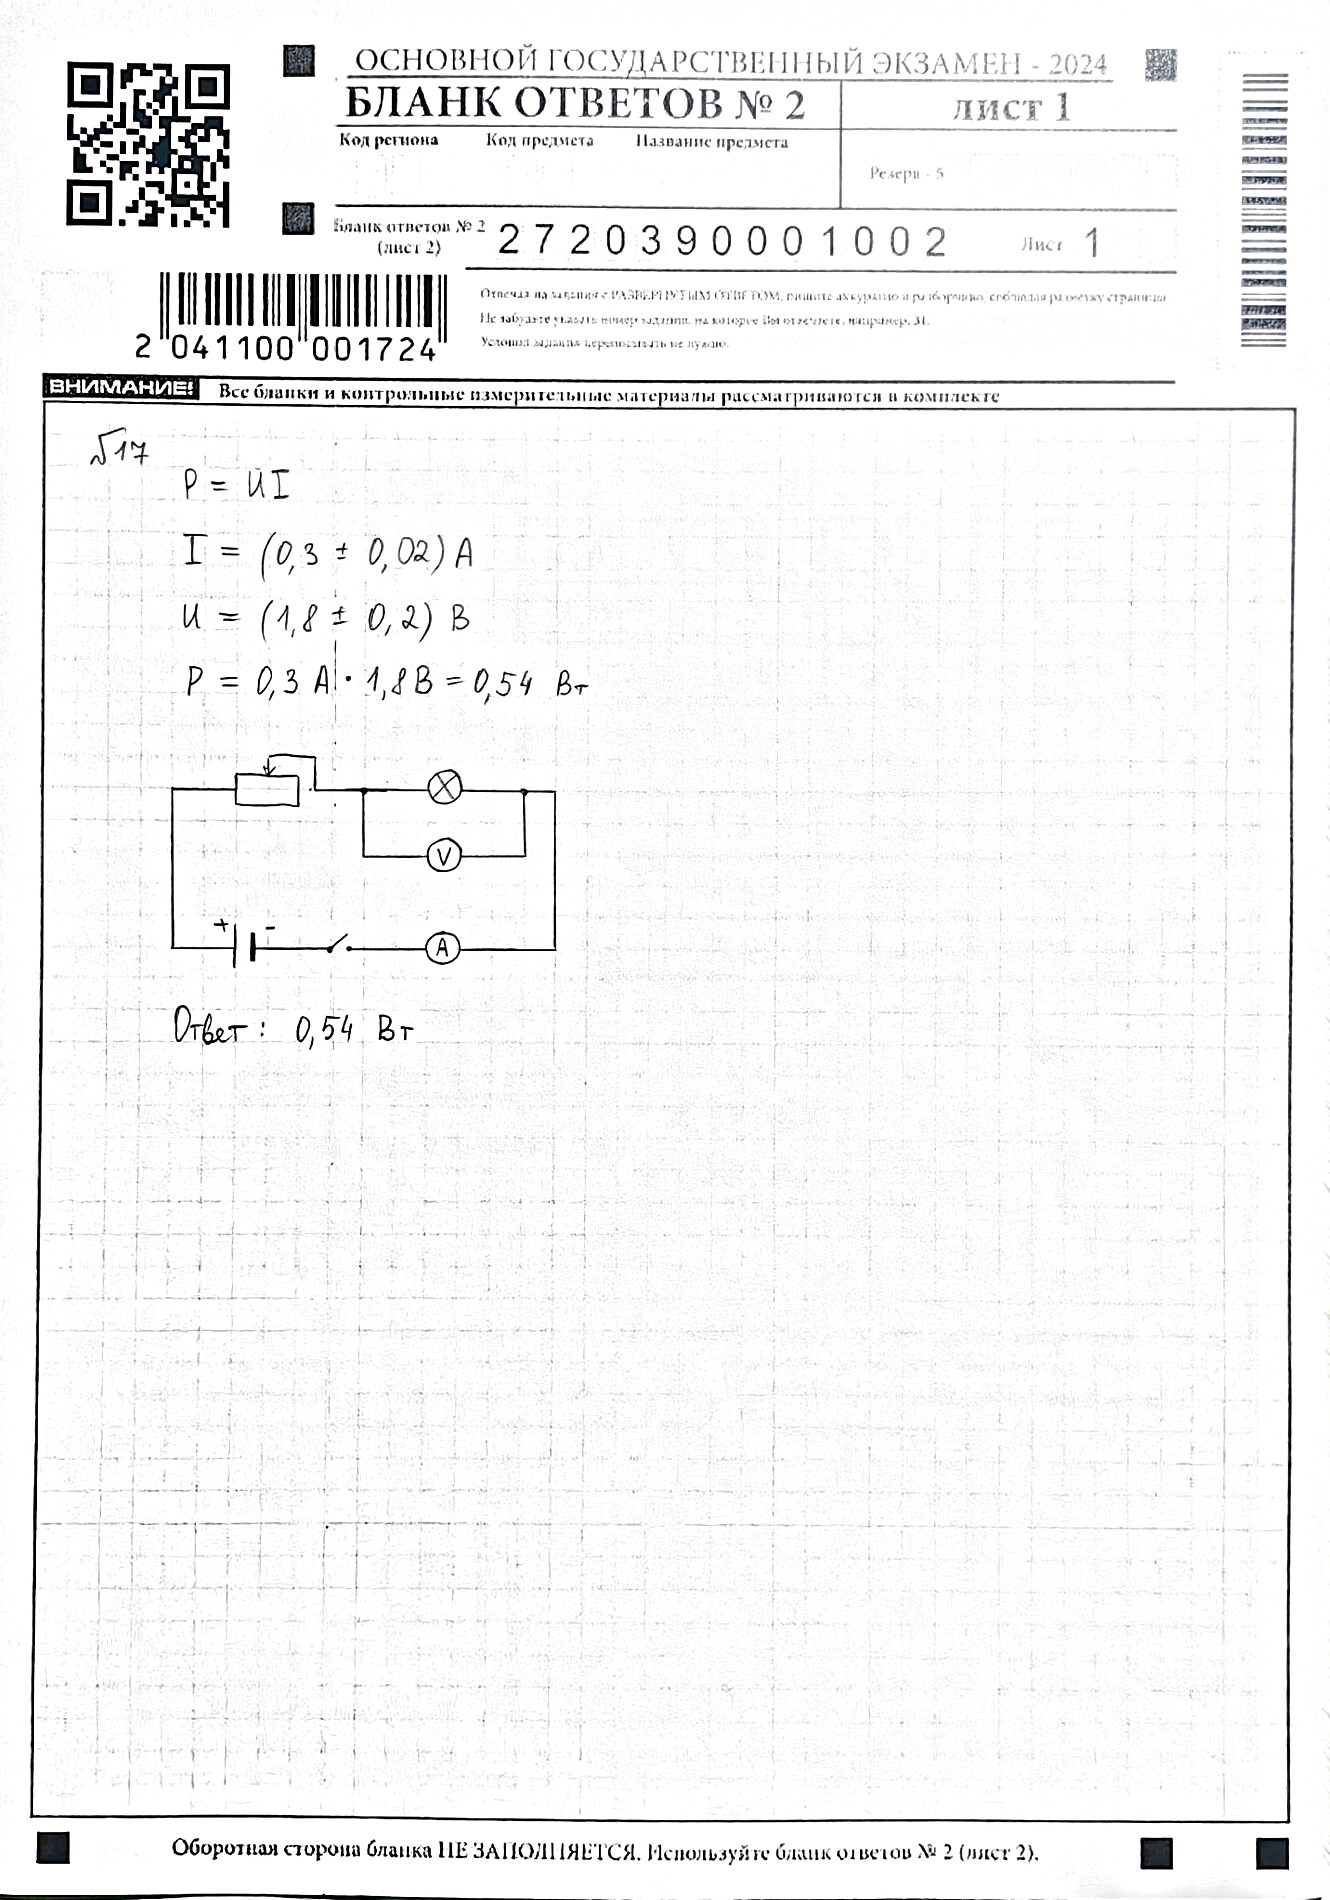 ОСНОВНОЙ ГОСУДАРСТВЕННЫЙ ЭКЗАМЕН - 2024
БЛАНК ОТВЕТОВ № 2
ЛИСТ 1
Код региона Код предмета Название предмета
Резерв - 5
Бланк ответов № 2 (лист 2) 2720390001002 Лист 1
2 041100 001724
Отвечая на задания с РАЗВЕРНУТЫМ ОТВЕТОМ, пишите аккуратно и разборчиво, соблюдая разметку страницы.
Не забудьте указать номер задания, на которое Вы отвечаете, например, 31.
Условия задания переписывать не нужно.
ВНИМАНИЕ! Все бланки и контрольные измерительные материалы рассматриваются в комплекте
√17
P = UI
I = (0,3 ± 0,02) А
U = (1,8 ± 0,2) В
P = 0,3 А · 1,8 В = 0,54 Вт
V
+ -
A
Ответ: 0,54 Вт
Оборотная сторона бланка НЕ ЗАПОЛНЯЕТСЯ. Используйте бланк ответов № 2 (лист 2).